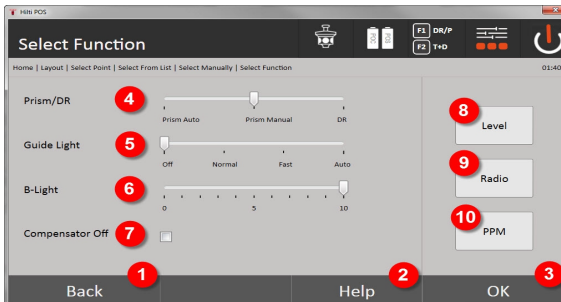 Hilti POS
Select Function
POC
POS
F1 DR/P
F2 T+D
Home | Layout | Select Point | Select From List | Select Manually | Select Function
01:40
Prism/DR
4
Prism Auto
Prism Manual
DR
Guide Light
5
Off
Normal
Fast
Auto
B-Light
6
0
5
10
Compensator Off
7
8
Level
9
Radio
10
PPM
1
2
3
Back
Help
OK